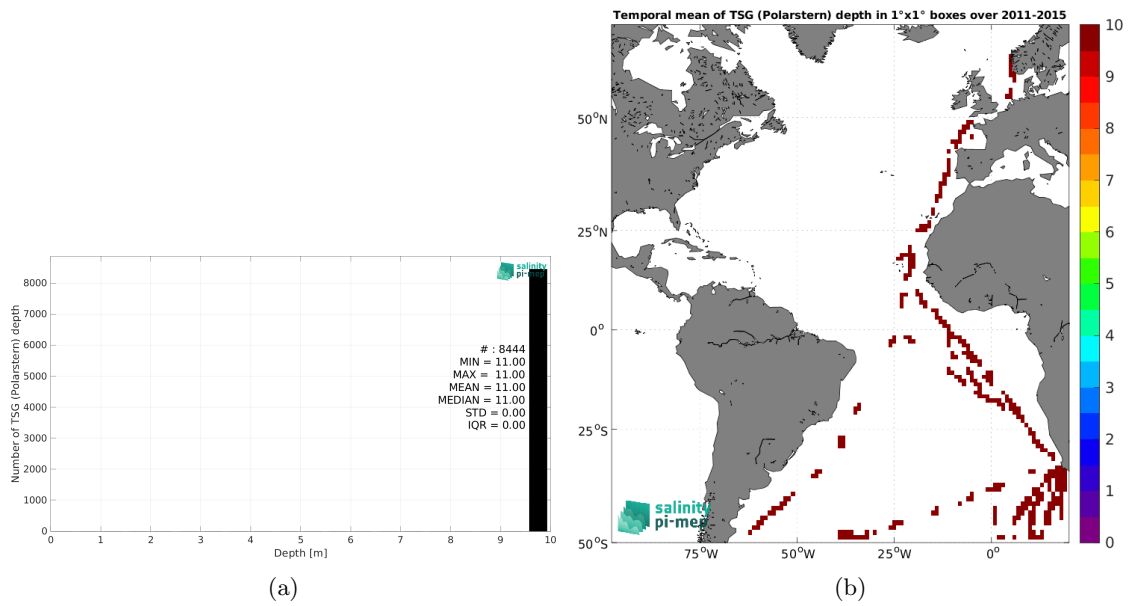 salinity
pi-mep
Number of TSG (Polarstern) depth
8000
7000
6000
5000
4000
3000
2000
1000
0
# : 8444
MIN = 11.00
MAX = 11.00
MEAN = 11.00
MEDIAN = 11.00
STD = 0.00
IQR = 0.00
0 1 2 3 4 5 6 7 8 9 10
Depth [m]
(a)
Temporal mean of TSG (Polarstern) depth in 1°x1° boxes over 2011-2015
50°N
25°N
0°
25°S
50°S
75°W 50°W 25°W 0°
salinity
pi-mep
10
9
8
7
6
5
4
3
2
1
0
(b)